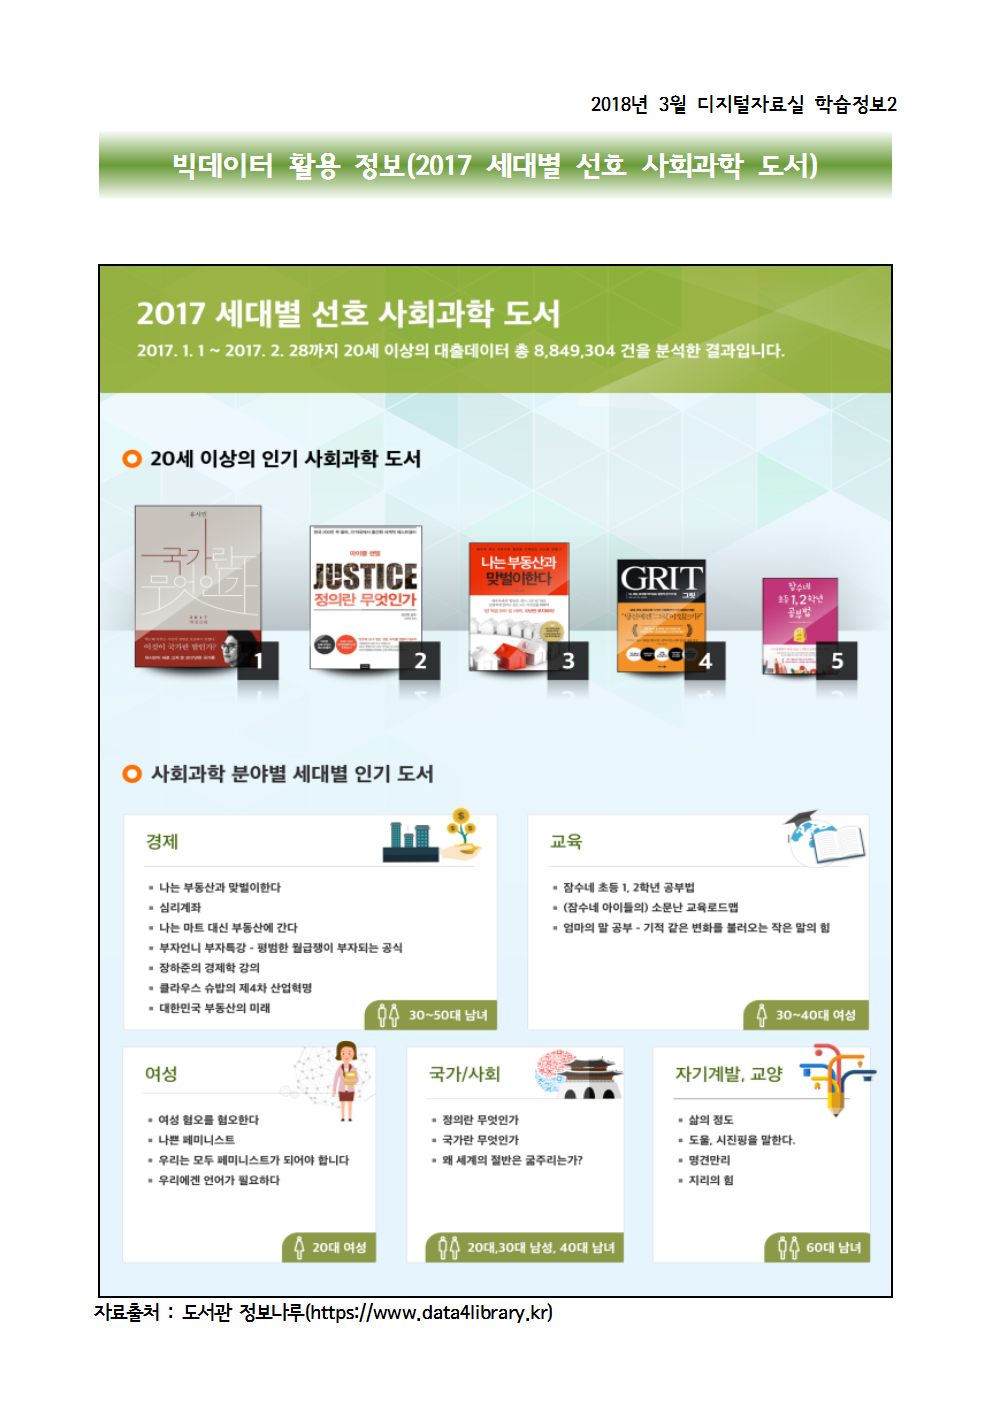 2018년 3월 디지털자료실 학습정보2
빅데이터 활용 정보(2017 세대별 선호 사회과학 도서)
2017 세대별 선호 사회과학 도서
2017. 1. 1 ~ 2017. 2. 28까지 20세 이상의 대출데이터 총 8,849,304 건을 분석한 결과입니다.
20세 이상의 인기 사회과학 도서
유시민
국가란
무엇인가
2017
이것이 국가란 말인가?
1
마이클 샌델
JUSTICE
정의란 무엇인가
2
나는 부동산과
맞벌이한다
3
GRIT
그릿
4
잠수네
초등 1, 2학년
공부법
5
사회과학 분야별 세대별 인기 도서
경제
나는 부동산과 맞벌이한다
심리계좌
나는 마트 대신 부동산에 간다
부자언니 부자특강 - 평범한 월급쟁이 부자되는 공식
장하준의 경제학 강의
클라우스 슈밥의 제4차 산업혁명
대한민국 부동산의 미래
30~50대 남녀
교육
잠수네 초등 1, 2학년 공부법
(잠수네 아이들의) 소문난 교육로드맵
엄마의 말 공부 - 기적 같은 변화를 불러오는 작은 말의 힘
30~40대 여성
여성
여성 혐오를 혐오한다
나쁜 페미니스트
우리는 모두 페미니스트가 되어야 합니다
우리에겐 언어가 필요하다
20대 여성
국가/사회
정의란 무엇인가
국가란 무엇인가
왜 세계의 절반은 굶주리는가?
20대,30대 남성, 40대 남녀
자기계발, 교양
삶의 정도
도올, 시진핑을 말한다.
명견만리
지리의 힘
60대 남녀
자료출처 : 도서관 정보나루(https://www.data4library.kr)